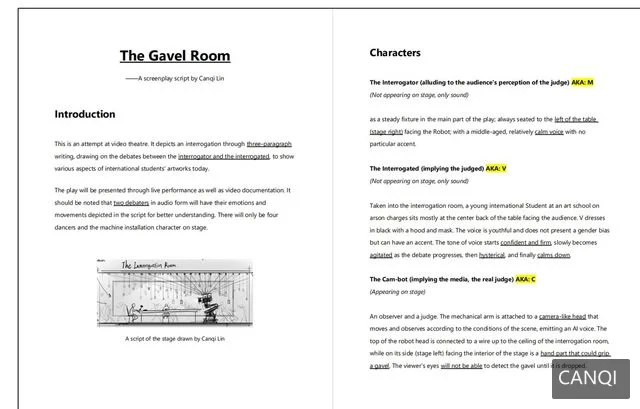 The Gavel Room
——A screenplay script by Canqi Lin
Introduction
This is an attempt at video theatre. It depicts an interrogation through three-paragraph
writing, drawing on the debates between the interrogator and the interrogated, to show
various aspects of international students' artworks today.
The play will be presented through live performance as well as video documentation. It
should be noted that two debaters in audio form will have their emotions and
movements depicted in the script for better understanding. There will only be four
dancers and the machine installation character on stage.
The Interrogation Room
A script of the stage drawn by Canqi Lin
Characters
The Interrogator (alluding to the audience's perception of the judge) AKA: M
(Not appearing on stage, only sound)
as a steady fixture in the main part of the play; always seated to the left of the table
(stage right) facing the Robot; with a middle-aged, relatively calm voice with no
particular accent.
The Interrogated (implying the judged) AKA: V
(Not appearing on stage, only sound)
Taken into the interrogation room, a young international Student at an art school on
arson charges sits mostly at the center back of the table facing the audience. V dresses
in black with a hood and mask. The voice is youthful and does not present a gender bias
but can have an accent. The tone of voice starts confident and firm, slowly becomes
agitated as the debate progresses, then hysterical, and finally calms down.
The Cam-bot (implying the media, the real judge) AKA: C
(Appearing on stage)
An observer and a judge. The mechanical arm is attached to a camera-like head that
moves and observes according to the conditions of the scene, emitting an AI voice. The
top of the robot head is connected to a wire up to the ceiling of the interrogation room,
while on its side (stage left) facing the interior of the stage is a hand part that could grip
a gavel. The viewer's eyes will not be able to detect the gavel until it is dropped.
CANQI